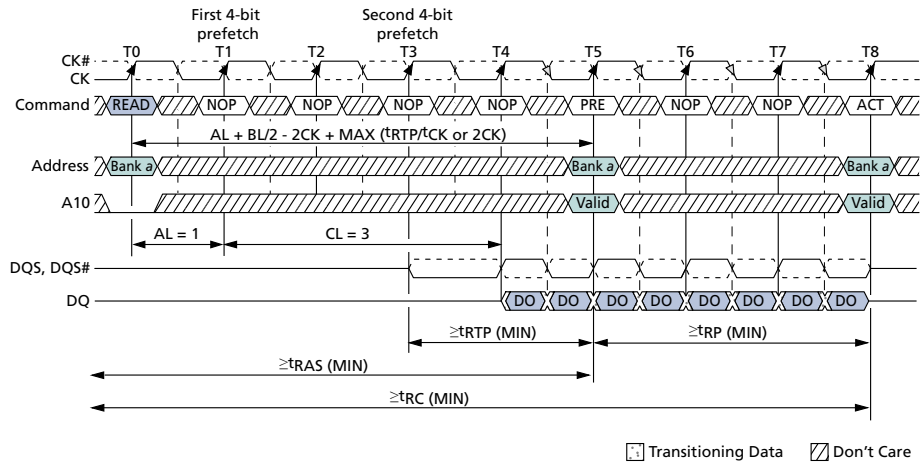 First 4-bit prefetch
Second 4-bit prefetch
T0 T1 T2 T3 T4 T5 T6 T7 T8
CK#
CK
Command READ NOP NOP NOP NOP PRE NOP NOP ACT
AL + BL/2 - 2CK + MAX (tRTP/tCK or 2CK)
Address Bank a Bank a Bank a
A10 Valid Valid
AL = 1 CL = 3
DQS, DQS#
DQ DO DO DO DO DO DO DO DO
≥tRTP (MIN) ≥tRP (MIN)
≥tRAS (MIN)
≥tRC (MIN)
Transitioning Data Don't Care